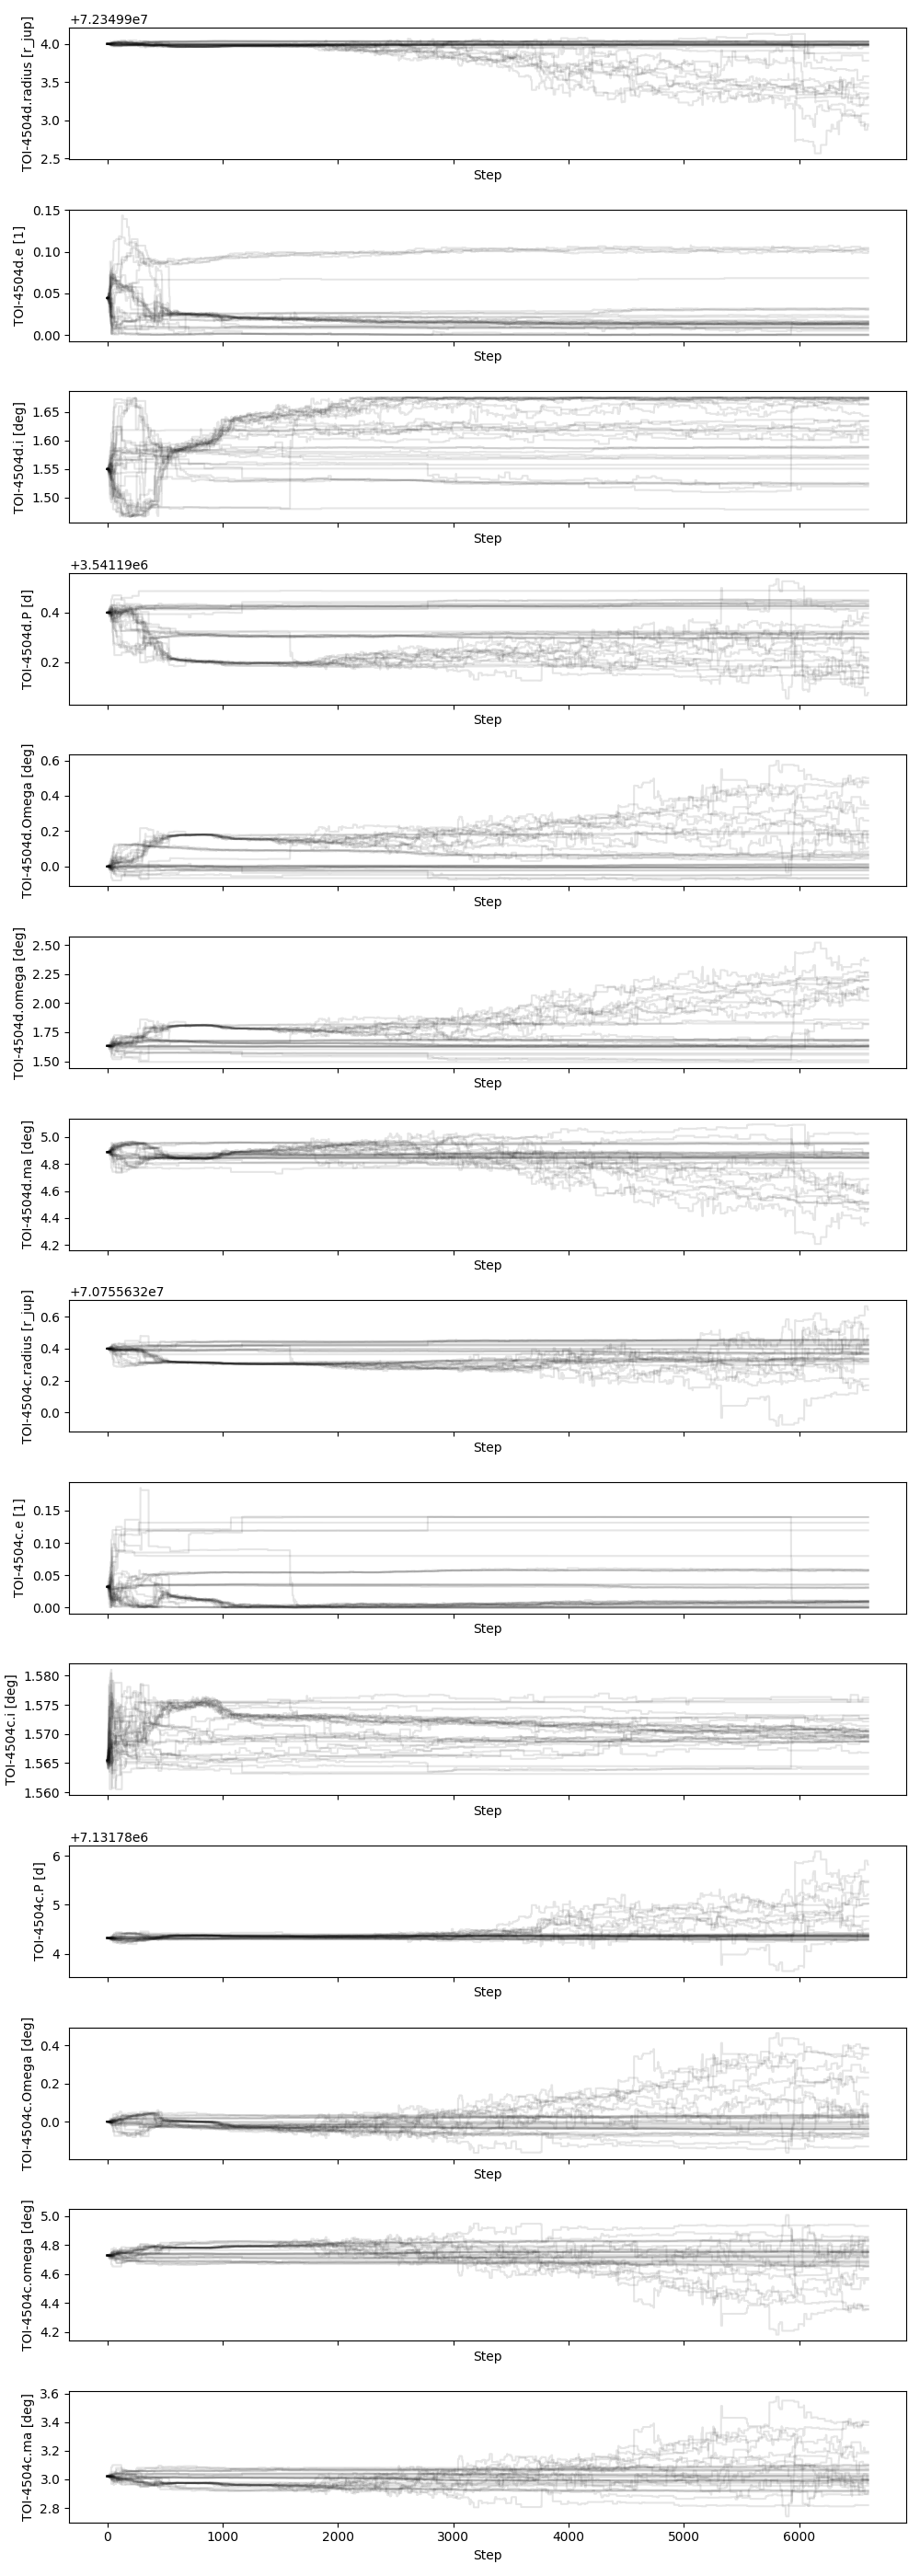 +7.23499e7
4.0
3.5
3.0
2.5
TOI-4504d.radius [r_jup]
Step
0.15
0.10
0.05
0.00
TOI-4504d.e [1]
Step
1.65
1.60
1.55
1.50
TOI-4504d.i [deg]
Step
+3.54119e6
0.4
0.2
TOI-4504d.P [d]
Step
0.6
0.4
0.2
0.0
TOI-4504d.Omega [deg]
Step
2.50
2.25
2.00
1.75
1.50
TOI-4504d.omega [deg]
Step
5.0
4.8
4.6
4.4
4.2
TOI-4504d.ma [deg]
Step
+7.0755632e7
0.6
0.4
0.2
0.0
TOI-4504c.radius [r_jup]
Step
0.15
0.10
0.05
0.00
TOI-4504c.e [1]
Step
1.580
1.575
1.570
1.565
1.560
TOI-4504c.i [deg]
Step
+7.13178e6
6
5
4
TOI-4504c.P [d]
Step
0.4
0.2
0.0
TOI-4504c.Omega [deg]
Step
5.0
4.8
4.6
4.4
4.2
TOI-4504c.omega [deg]
Step
3.6
3.4
3.2
3.0
2.8
TOI-4504c.ma [deg]
0 1000 2000 3000 4000 5000 6000
Step